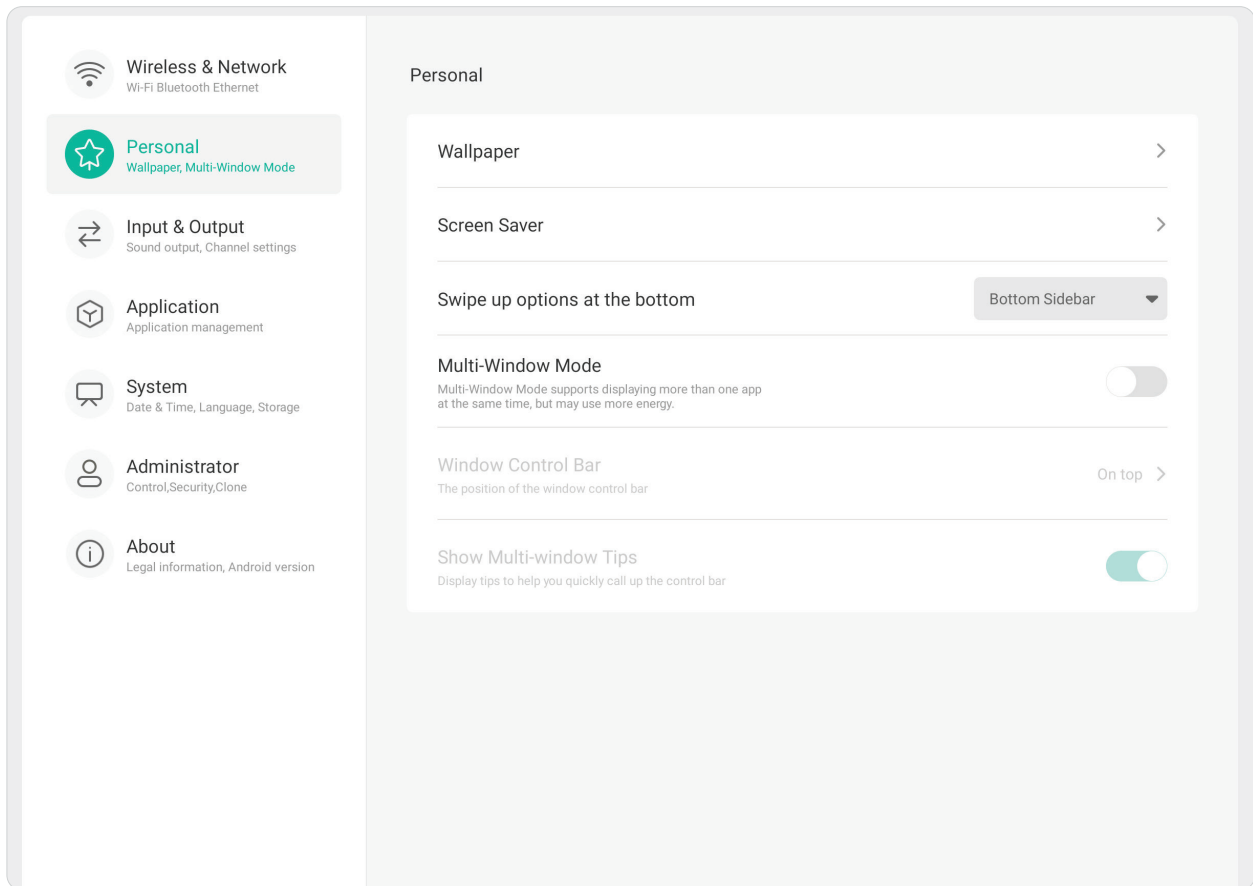 Wireless & Network
Wi-Fi Bluetooth Ethernet
Personal
Wallpaper, Multi-Window Mode
Input & Output
Sound output, Channel settings
Application
Application management
System
Date & Time, Language, Storage
Administrator
Control,Security,Clone
About
Legal information, Android version
Personal
Wallpaper
Screen Saver
Swipe up options at the bottom
Bottom Sidebar
Multi-Window Mode
Multi-Window Mode supports displaying more than one app
at the same time, but may use more energy.
Window Control Bar
The position of the window control bar
On top
Show Multi-window Tips
Display tips to help you quickly call up the control bar